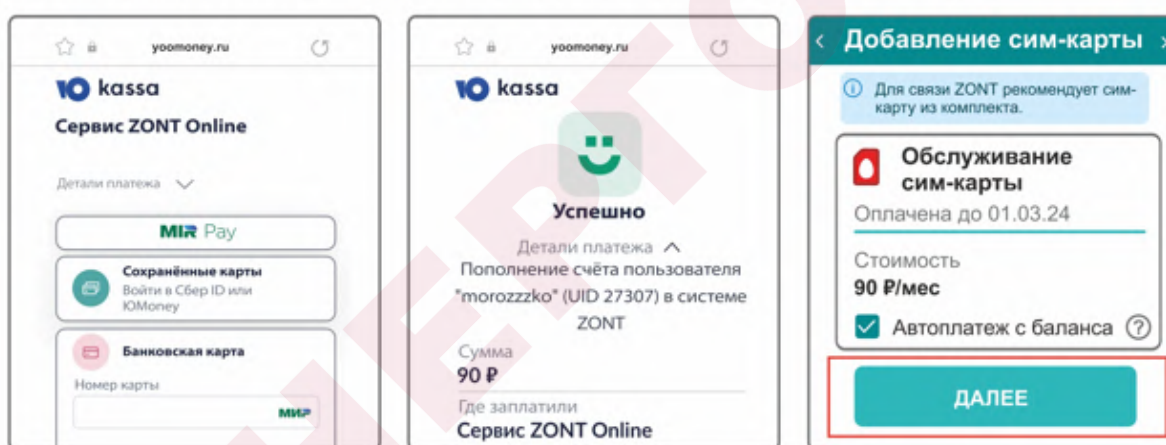 yoomoney.ru
Ю kassa
Сервис ZONT Online
Детали платежа
MIR Pay
Сохранённые карты
Войти в Сбер ID или
ЮMoney
Банковская карта
Номер карты
МИР
yoomoney.ru
Ю kassa
Успешно
Детали платежа
Пополнение счёта пользователя
"morozzzko" (UID 27307) в системе
ZONT
Сумма
90 ₽
Где заплатили
Сервис ZONT Online
< Добавление сим-карты >
Для связи ZONT рекомендует сим-
карту из комплекта.
Обслуживание
сим-карты
Оплачена до 01.03.24
Стоимость
90 ₽/мес
Автоплатеж с баланса ?
ДАЛЕЕ